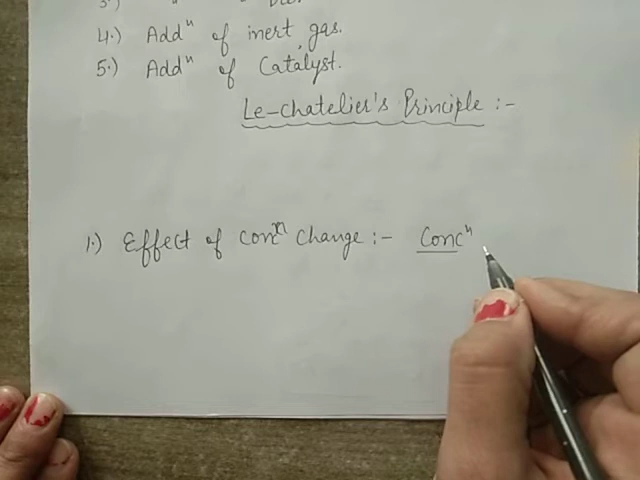 4.) Addⁿ of inert gas.
5.) Addⁿ of Catalyst.
Le-chatelier's Principle :-
1.) Effect of concⁿ change :- Concⁿ